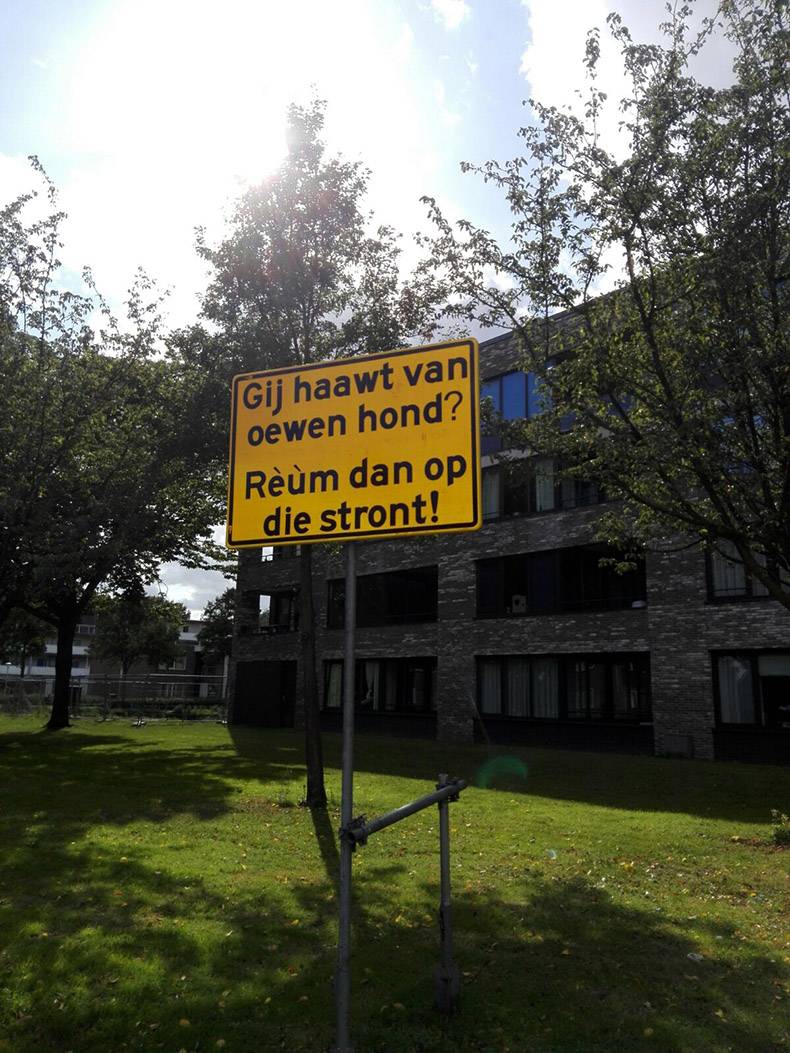 Gij haawt van
oewen hond?
Rèùm dan op
die stront!